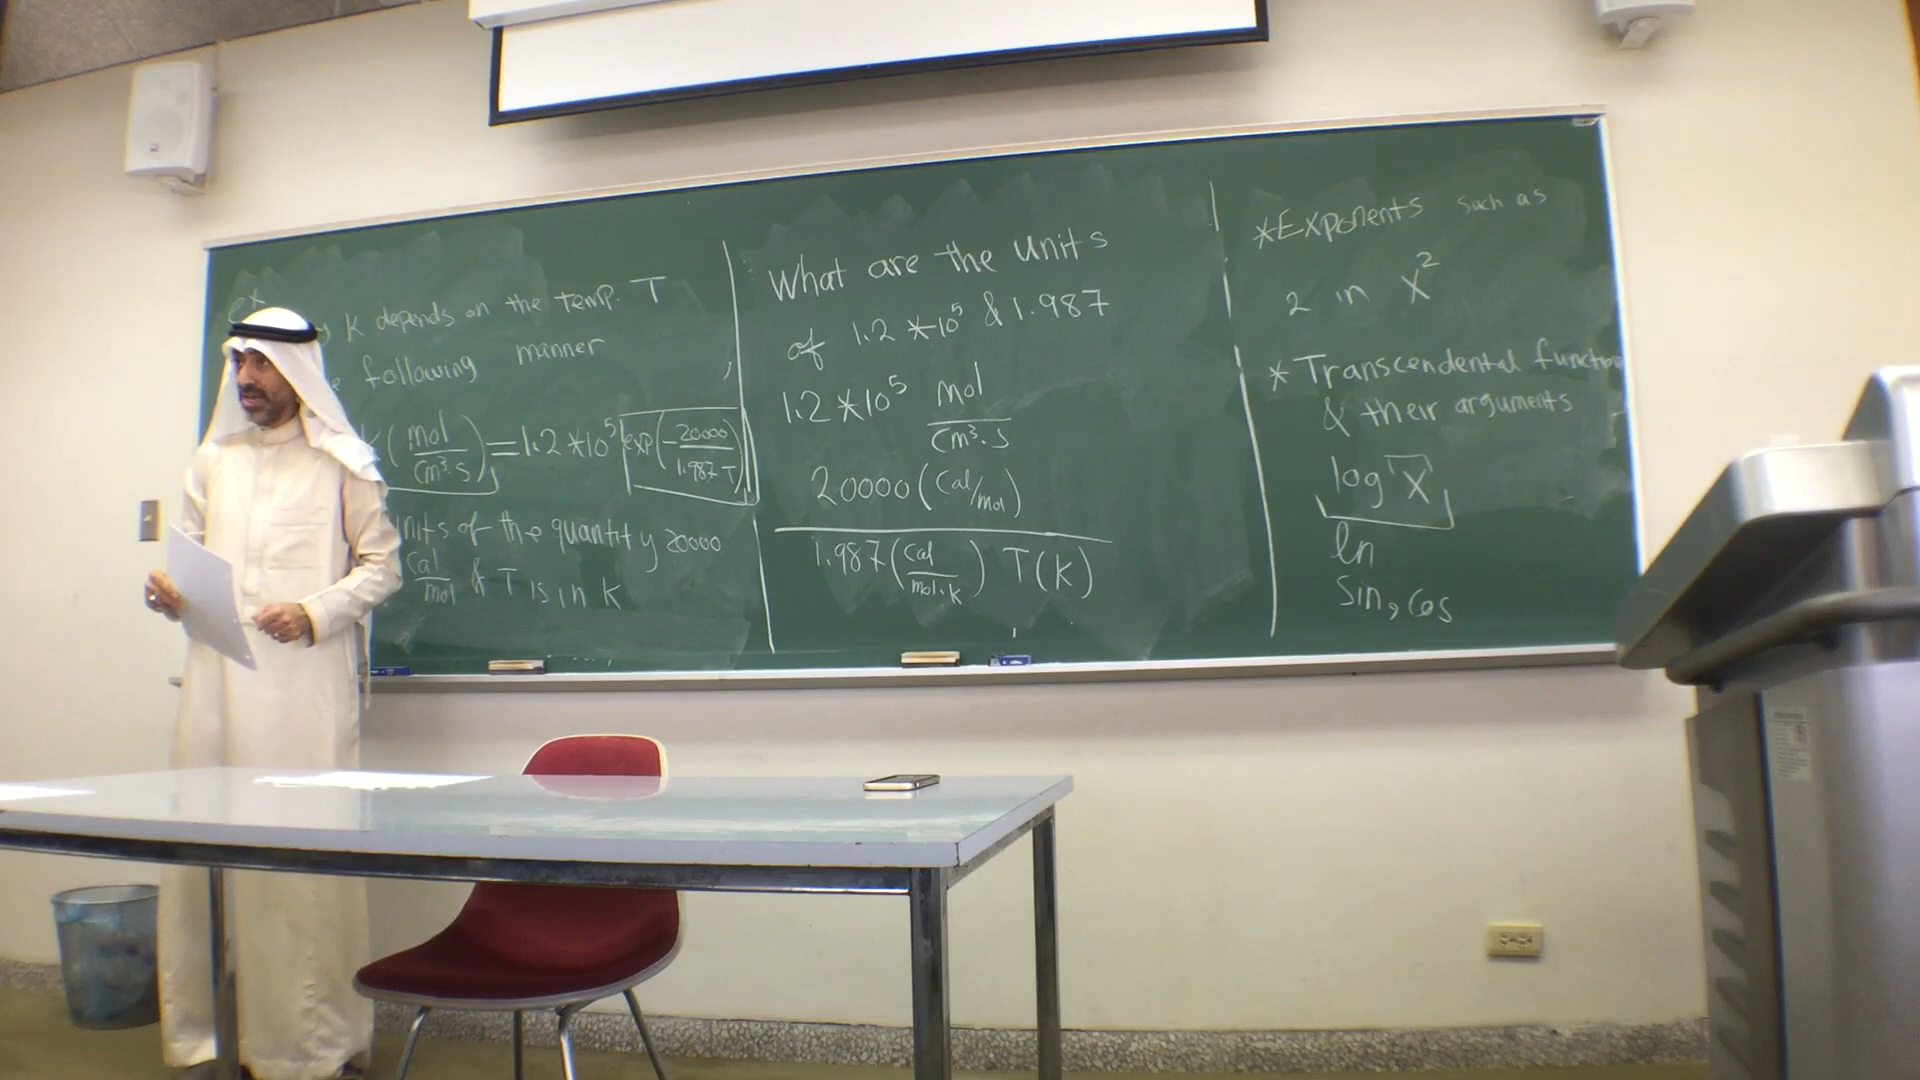 ex
K depends on the temp. T
following manner
(mol/cm³.s) = 1.2 * 10⁵ exp(-20000/1.987 T)
units of the quantity 20000
cal/mol & T is in K
What are the units
of 1.2 * 10⁵ & 1.987
1.2 * 10⁵ mol/cm³.s
20000 (cal/mol)
1.987 (cal/mol.K) T(K)
* Exponents such as
2 in X²
* Transcendental function
& their arguments
log X
ln
Sin, Cos